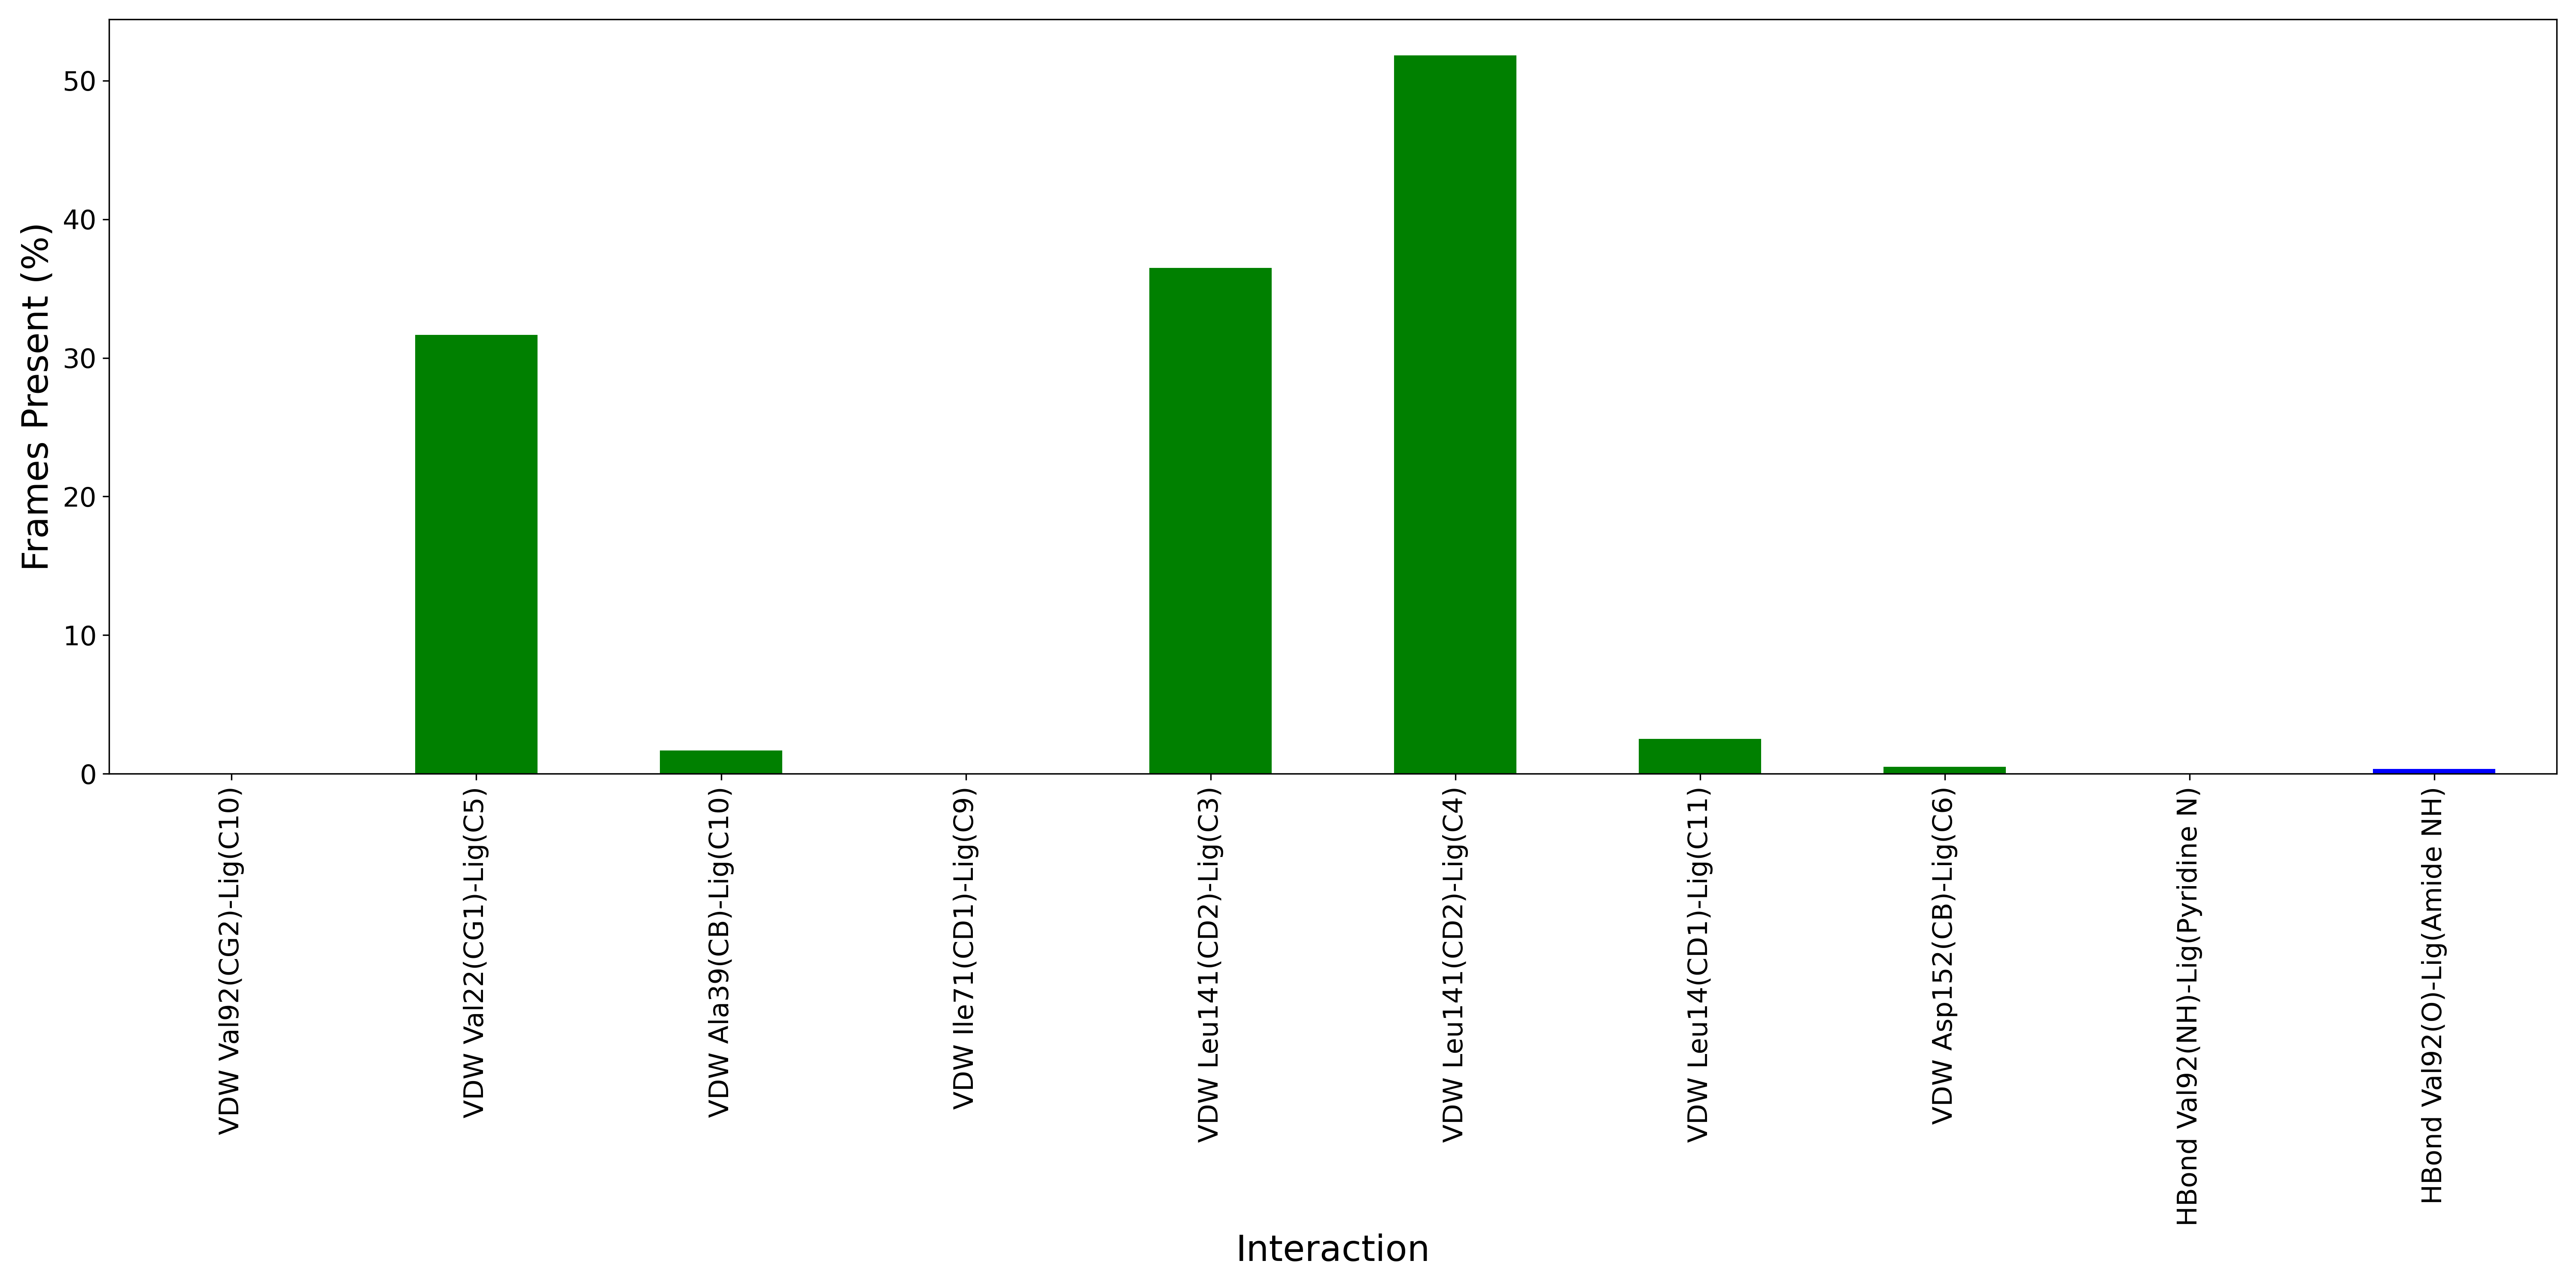 Frames Present (%)
50
40
30
20
10
0
VDW Val92(CG2)-Lig(C10)
VDW Val22(CG1)-Lig(C5)
VDW Ala39(CB)-Lig(C10)
VDW Ile71(CD1)-Lig(C9)
VDW Leu141(CD2)-Lig(C3)
VDW Leu141(CD2)-Lig(C4)
VDW Leu14(CD1)-Lig(C11)
VDW Asp152(CB)-Lig(C6)
HBond Val92(NH)-Lig(Pyridine N)
HBond Val92(O)-Lig(Amide NH)
Interaction